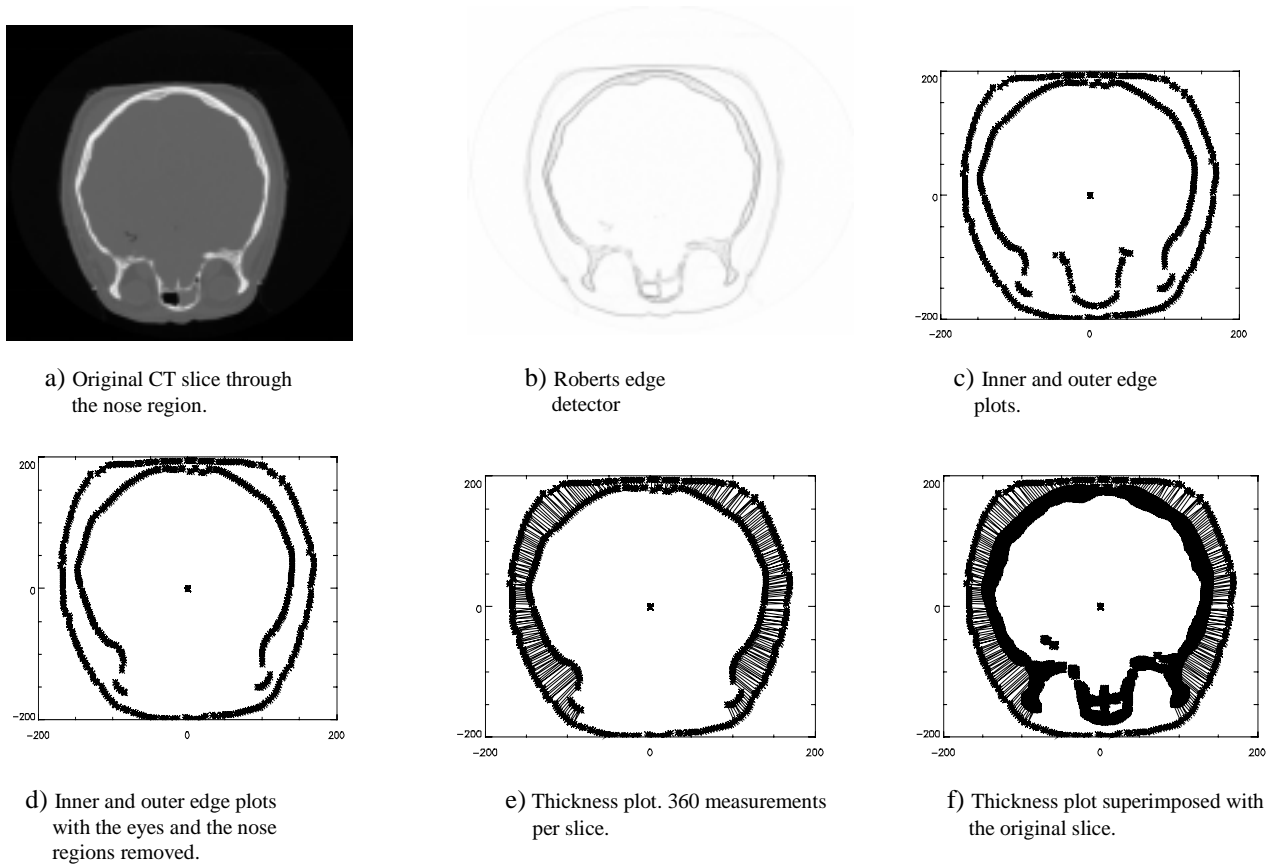 200
0
−200
−200
0
200
a) Original CT slice through
the nose region.
b) Roberts edge
detector
c) Inner and outer edge
plots.
200
0
−200
−200
0
200
200
0
−200
−200
0
200
200
0
−200
−200
0
200
d) Inner and outer edge plots
with the eyes and the nose
regions removed.
e) Thickness plot. 360 measurements
per slice.
f) Thickness plot superimposed with
the original slice.